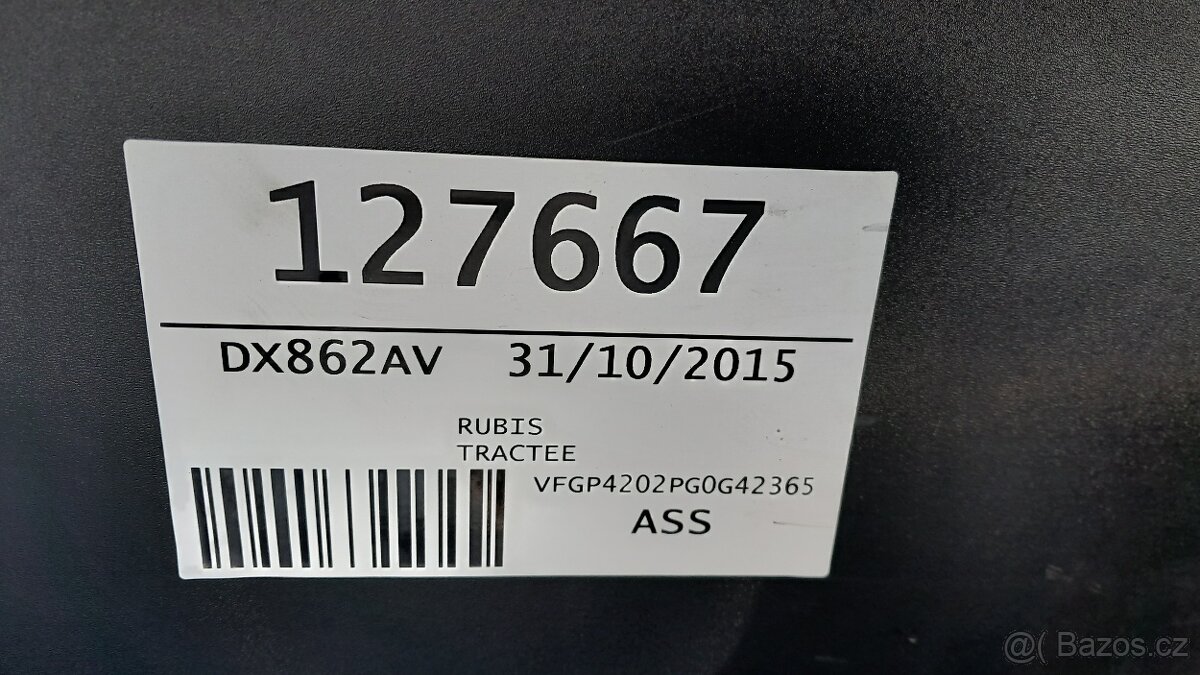 127667
DX862AV 31/10/2015
RUBIS
TRACTEE
VFGP4202PG0G42365
ASS
@( Bazos.cz